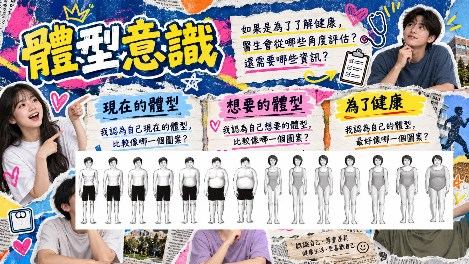 體型意識
如果是為了了解健康，
醫生會從哪些角度評估？
還需要哪些資訊？
現在的體型
我認為自己現在的體型，
比較像哪一個圖案？
想要的體型
我認為自己想要的體型，
比較像哪一個圖案？
為了健康
我認為自己的體型，
最好像哪一個圖案？